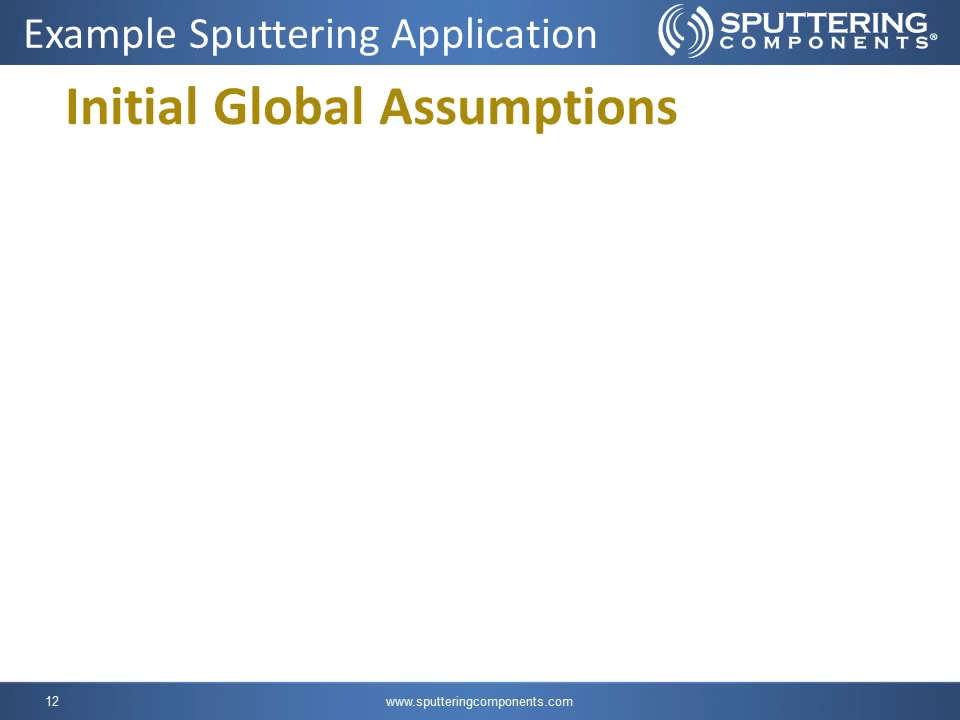 Example Sputtering Application
SPUTTERING
COMPONENTS®
Initial Global Assumptions
12
www.sputteringcomponents.com